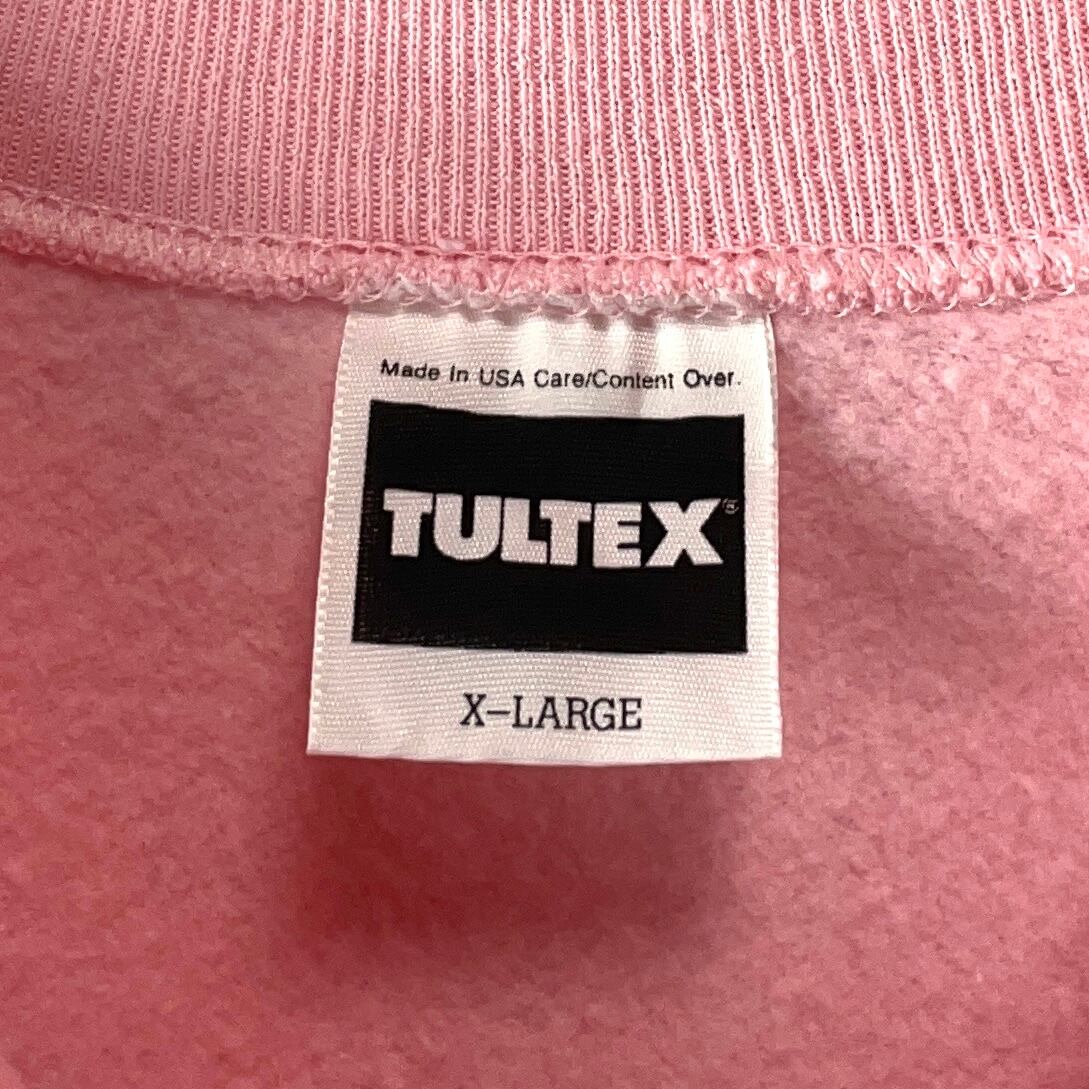 Made in USA Care/Content Over.
TULTEX®
X-LARGE